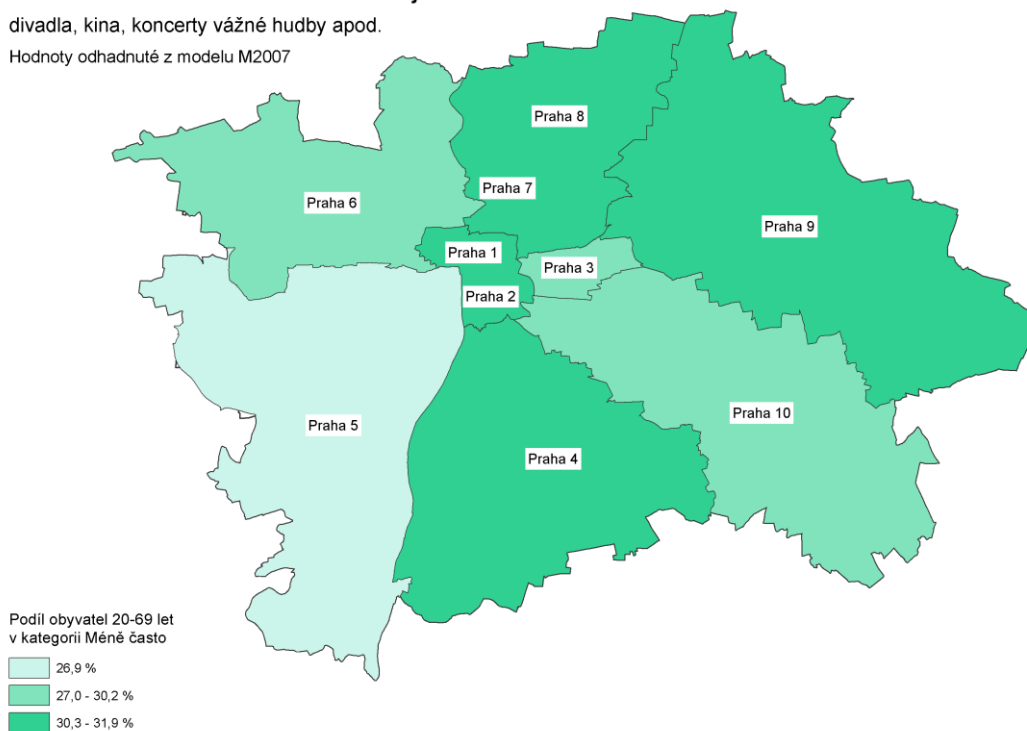 divadla, kina, koncerty vážné hudby apod.
Hodnoty odhadnuté z modelu M2007
Praha 8
Praha 7
Praha 6
Praha 9
Praha 1
Praha 3
Praha 2
Praha 10
Praha 5
Praha 4
Podíl obyvatel 20-69 let
v kategorii Méně často
26,9 %
27,0 - 30,2 %
30,3 - 31,9 %